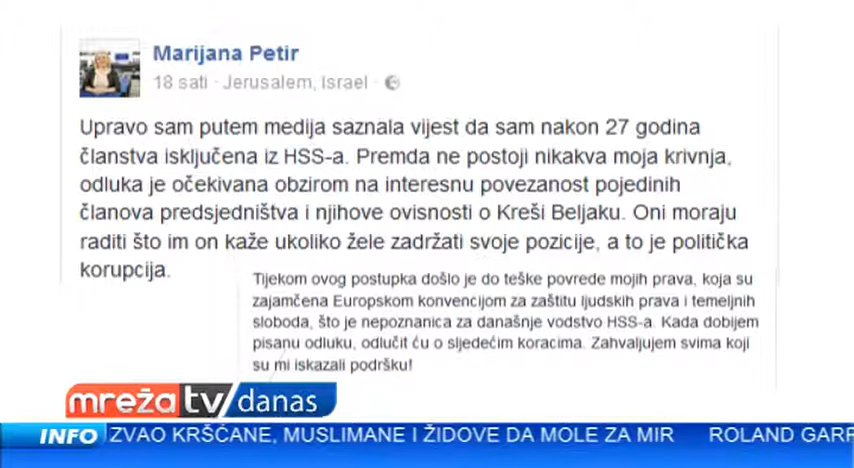 Marijana Petir
18 sati · Jerusalem, Israel ·
Upravo sam putem medija saznala vijest da sam nakon 27 godina
članstva isključena iz HSS-a. Premda ne postoji nikakva moja krivnja,
odluka je očekivana obzirom na interesnu povezanost pojedinih
članova predsjedništva i njihove ovisnosti o Kreši Beljaku. Oni moraju
raditi što im on kaže ukoliko žele zadržati svoje pozicije, a to je politička
korupcija.
Tijekom ovog postupka došlo je do teške povrede mojih prava, koja su
zajamčena Europskom konvencijom za zaštitu ljudskih prava i temeljnih
sloboda, što je nepoznanica za današnje vodstvo HSS-a. Kada dobijem
pisanu odluku, odlučit ću o sljedećim koracima. Zahvaljujem svima koji
su mi iskazali podršku!
mreža tv danas
INFO ZVAO KRŠĆANE, MUSLIMANE I ŽIDOVE DA MOLE ZA MIR ROLAND GARR